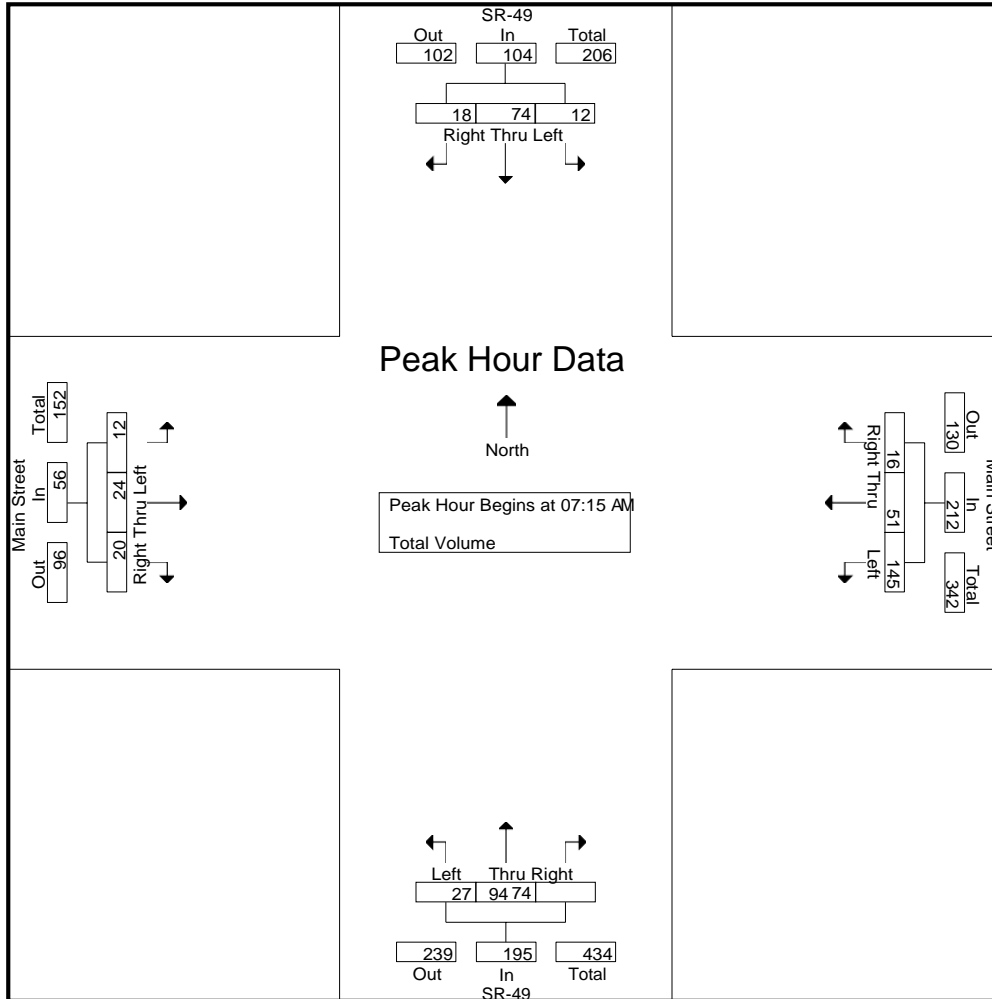 SR-49
Out In Total
102 104 206
18 74 12
Right Thru Left
Peak Hour Data
North
Peak Hour Begins at 07:15 AM
Total Volume
Main Street
Total In Out
152 56 96
12 24 20
Right Thru Left
Right Thru Left
16 51 145
Out In Total
130 212 342
Main Street
Left Thru Right
27 94 74
239 195 434
Out In Total
SR-49